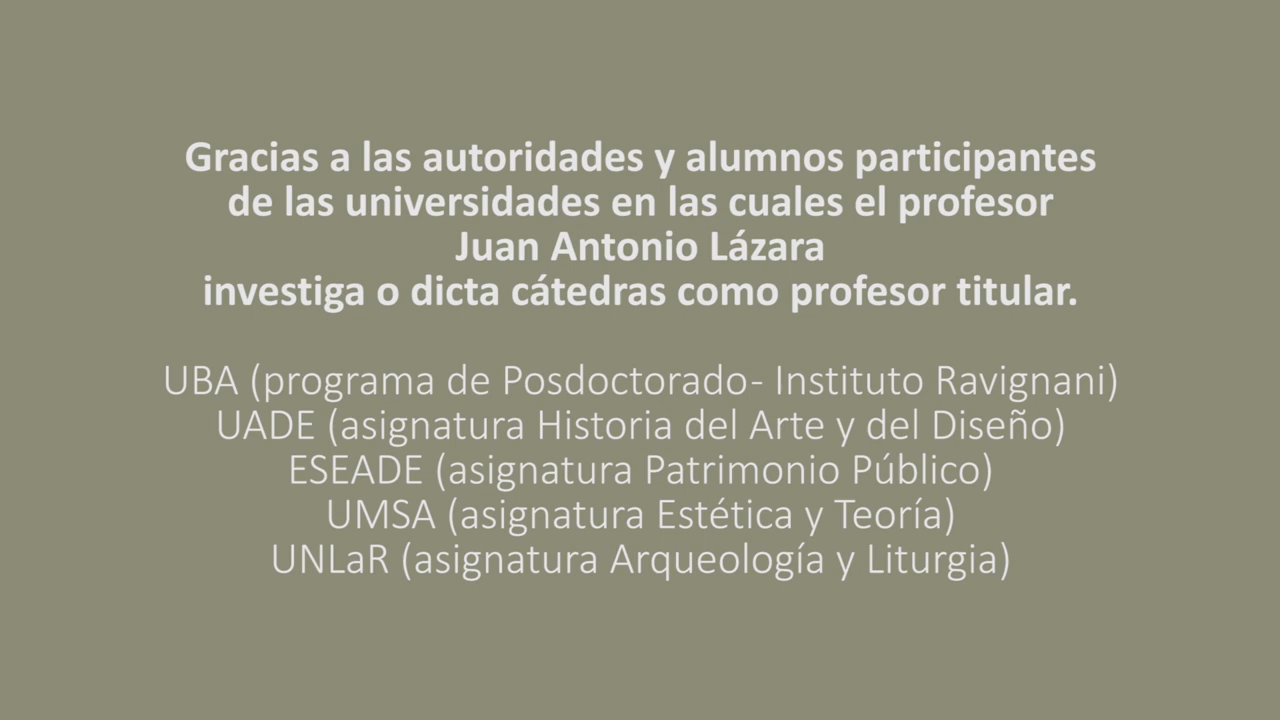 Gracias a las autoridades y alumnos participantes
de las universidades en las cuales el profesor
Juan Antonio Lázara
investiga o dicta cátedras como profesor titular.
UBA (programa de Posdoctorado- Instituto Ravignani)
UADE (asignatura Historia del Arte y del Diseño)
ESEADE (asignatura Patrimonio Público)
UMSA (asignatura Estética y Teoría)
UNLaR (asignatura Arqueología y Liturgia)